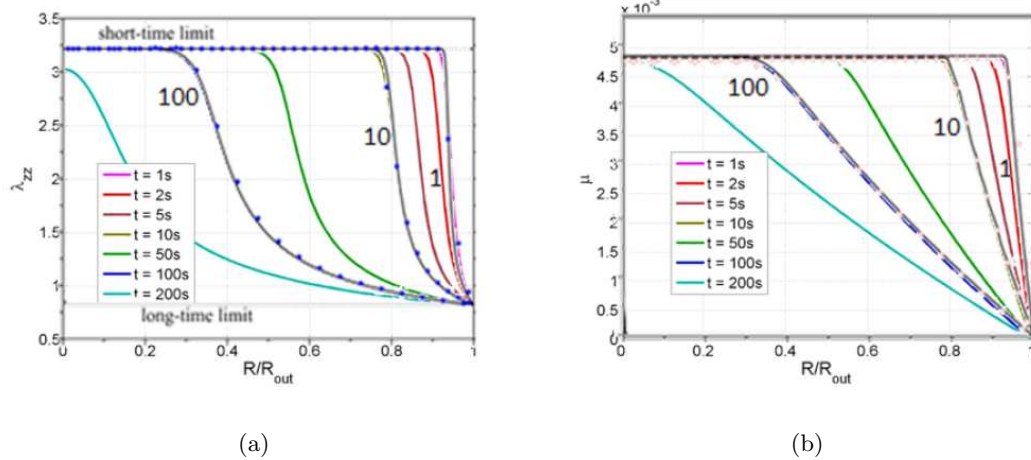 3.5
short-time limit
3
100
2.5
10
λzz
2
1
t = 1s
t = 2s
t = 5s
t = 10s
t = 50s
t = 100s
t = 200s
1.5
1
long-time limit
0.5
0 0.2 0.4 0.6 0.8 1
R/Rout
(a)
x 10⁻³
5
4.5
4
3.5
3
2.5
2
1.5
1
0.5
0
μ
100
10
1
t = 1s
t = 2s
t = 5s
t = 10s
t = 50s
t = 100s
t = 200s
0 0.2 0.4 0.6 0.8 1
R/Rout
(b)